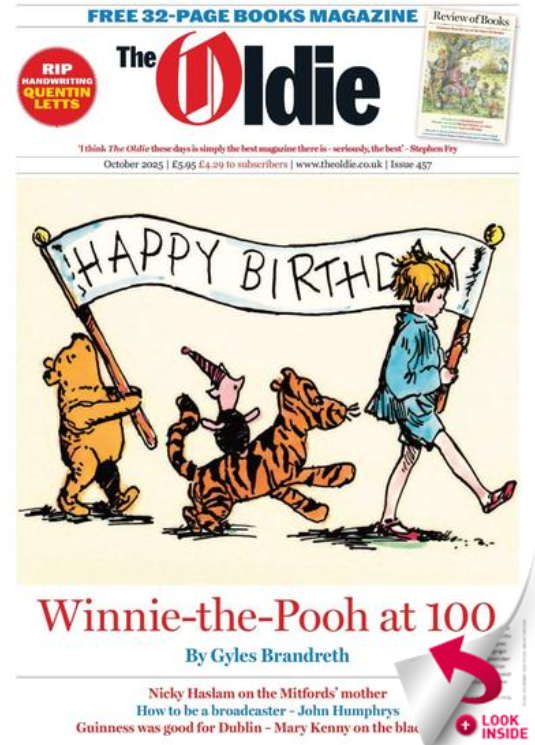 FREE 32-PAGE BOOKS MAGAZINE
Review of Books
RIP
HANDWRITING
QUENTIN
LETTS
The Oldie
'I think The Oldie these days is simply the best magazine there is – seriously, the best' - Stephen Fry
October 2025 | £5.95 £4.29 to subscribers | www.theoldie.co.uk | Issue 457
HAPPY BIRTHDAY
Winnie-the-Pooh at 100
By Gyles Brandreth
Nicky Haslam on the Mitfords' mother
How to be a broadcaster – John Humphrys
Guinness was good for Dublin – Mary Kenny on the
LOOK
INSIDE